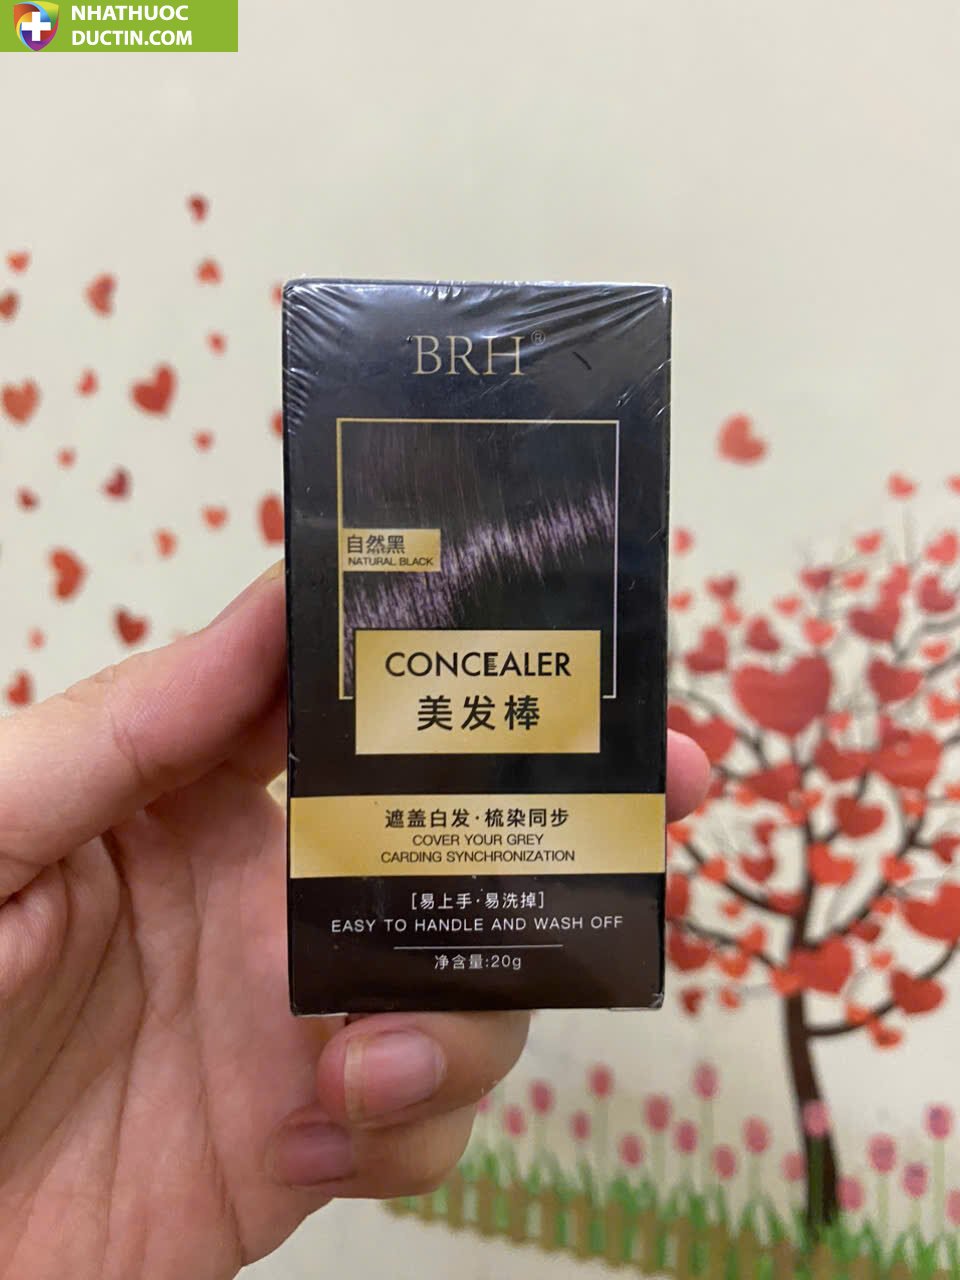 NHATHUOC
DUCTIN.COM
BRH®
自然黑
NATURAL BLACK
CONCEALER
美发棒
遮盖白发·梳染同步
COVER YOUR GREY
CARDING SYNCHRONIZATION
[易上手·易洗掉]
EASY TO HANDLE AND WASH OFF
净含量:20g